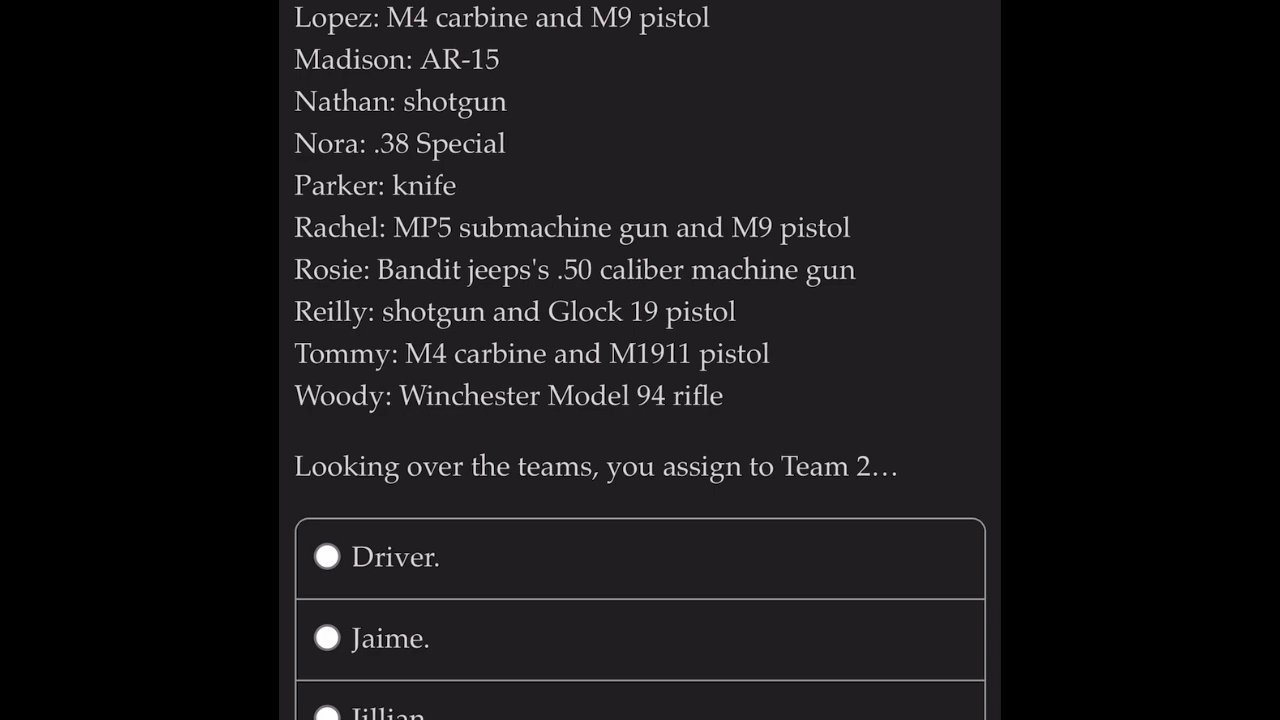 Lopez: M4 carbine and M9 pistol
Madison: AR-15
Nathan: shotgun
Nora: .38 Special
Parker: knife
Rachel: MP5 submachine gun and M9 pistol
Rosie: Bandit jeeps's .50 caliber machine gun
Reilly: shotgun and Glock 19 pistol
Tommy: M4 carbine and M1911 pistol
Woody: Winchester Model 94 rifle
Looking over the teams, you assign to Team 2…
Driver.
Jaime.
Jillian